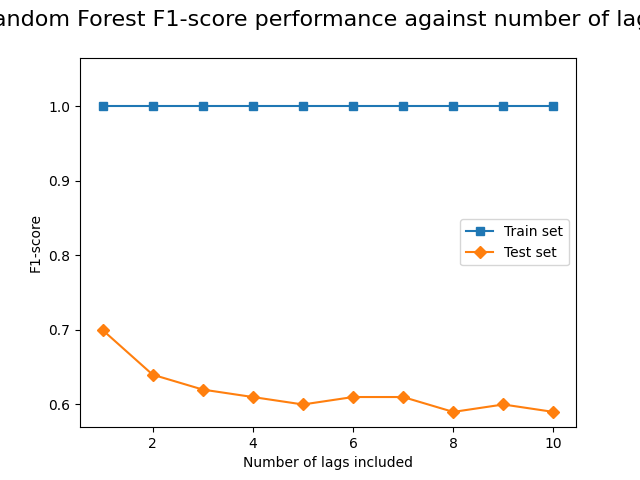 andom Forest F1-score performance against number of la
1.0
0.9
0.8
0.7
0.6
F1-score
Train set
Test set
2 4 6 8 10
Number of lags included